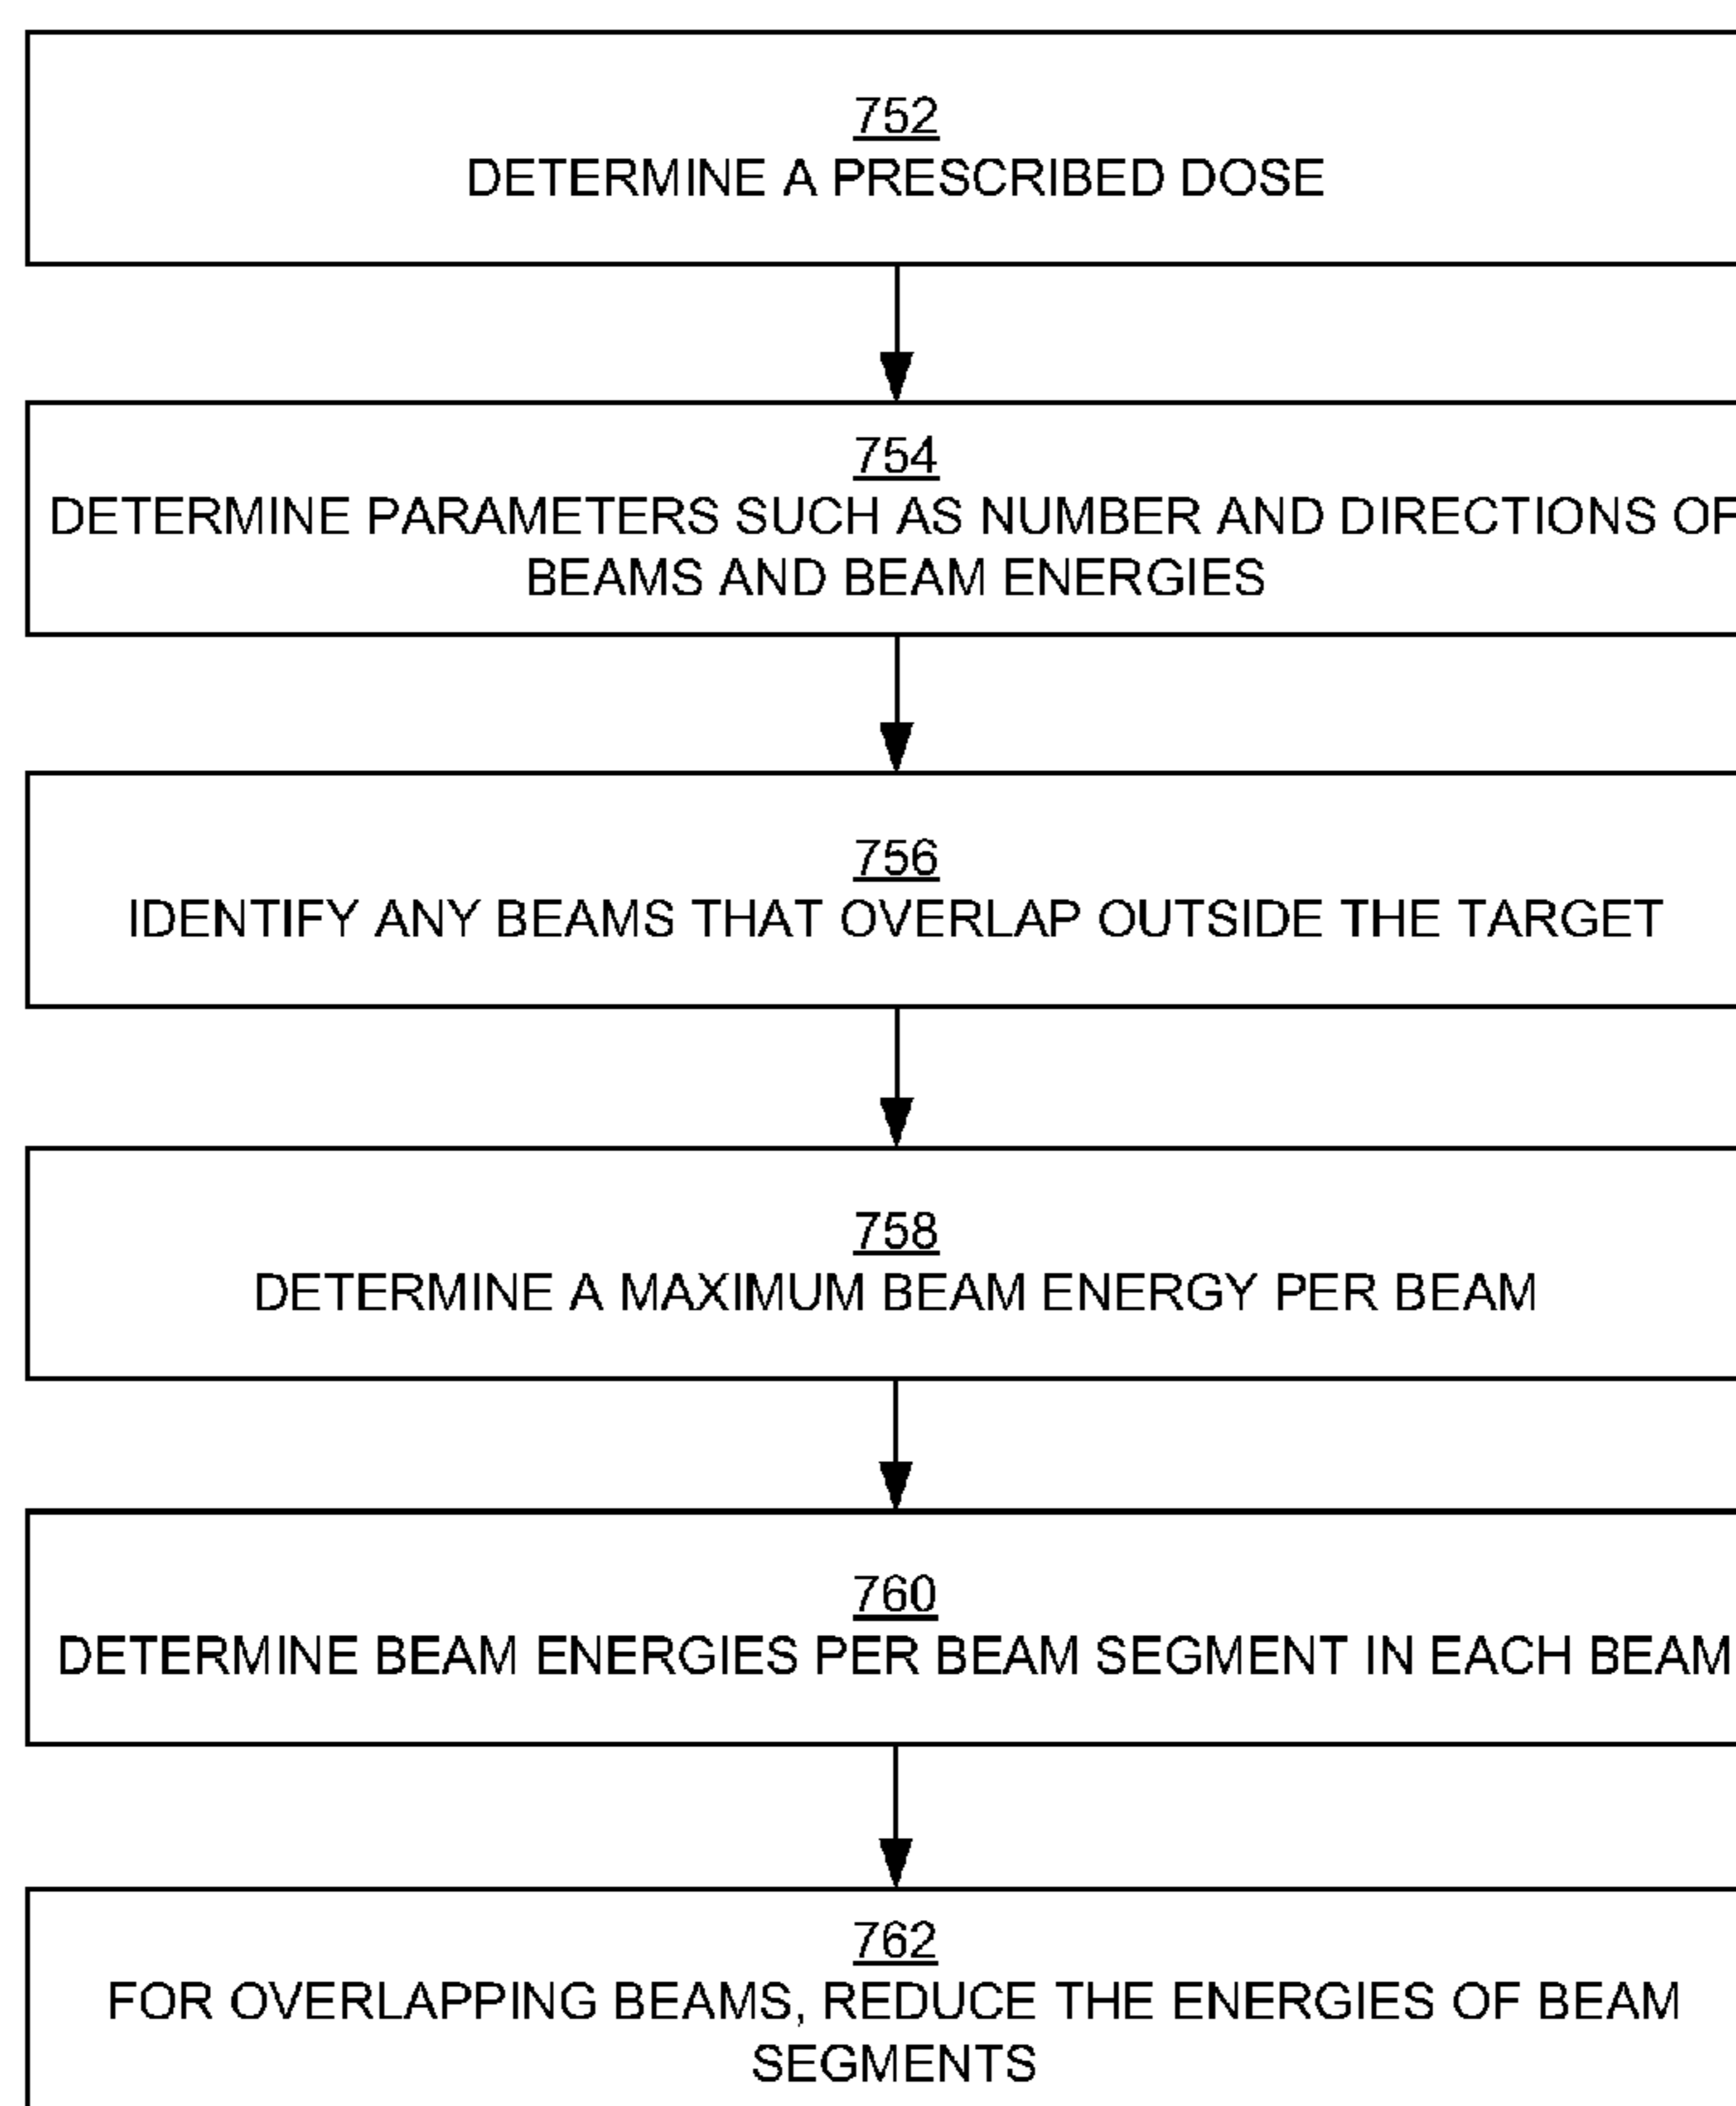 752
DETERMINE A PRESCRIBED DOSE
754
DETERMINE PARAMETERS SUCH AS NUMBER AND DIRECTIONS OF
BEAMS AND BEAM ENERGIES
756
IDENTIFY ANY BEAMS THAT OVERLAP OUTSIDE THE TARGET
758
DETERMINE A MAXIMUM BEAM ENERGY PER BEAM
760
DETERMINE BEAM ENERGIES PER BEAM SEGMENT IN EACH BEAM
762
FOR OVERLAPPING BEAMS, REDUCE THE ENERGIES OF BEAM
SEGMENTS